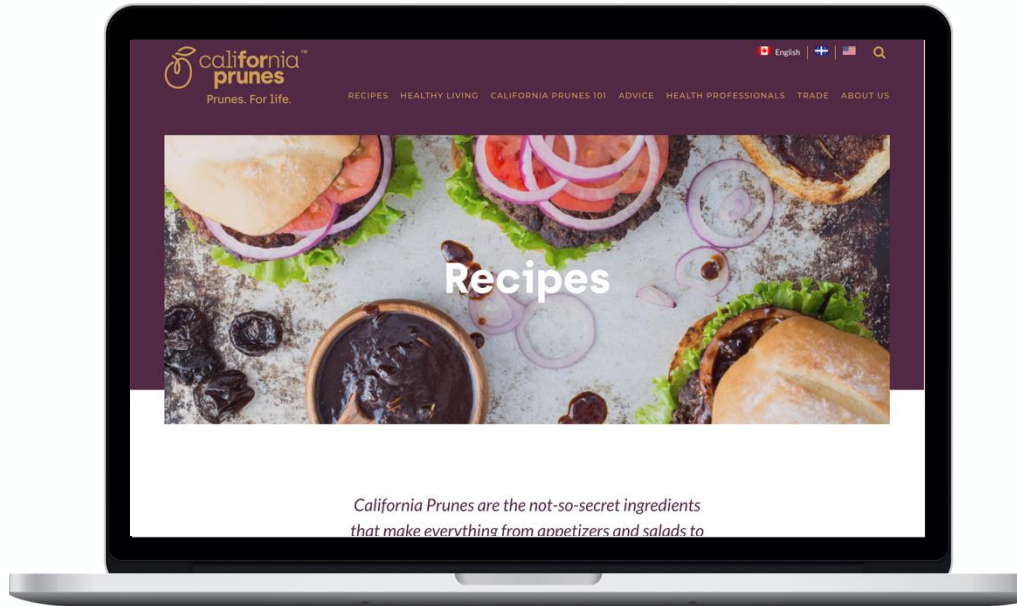 california™
prunes
Prunes. For life.
English
RECIPES HEALTHY LIVING CALIFORNIA PRUNES 101 ADVICE HEALTH PROFESSIONALS TRADE ABOUT US
Recipes
California Prunes are the not-so-secret ingredients
that make everything from appetizers and salads to